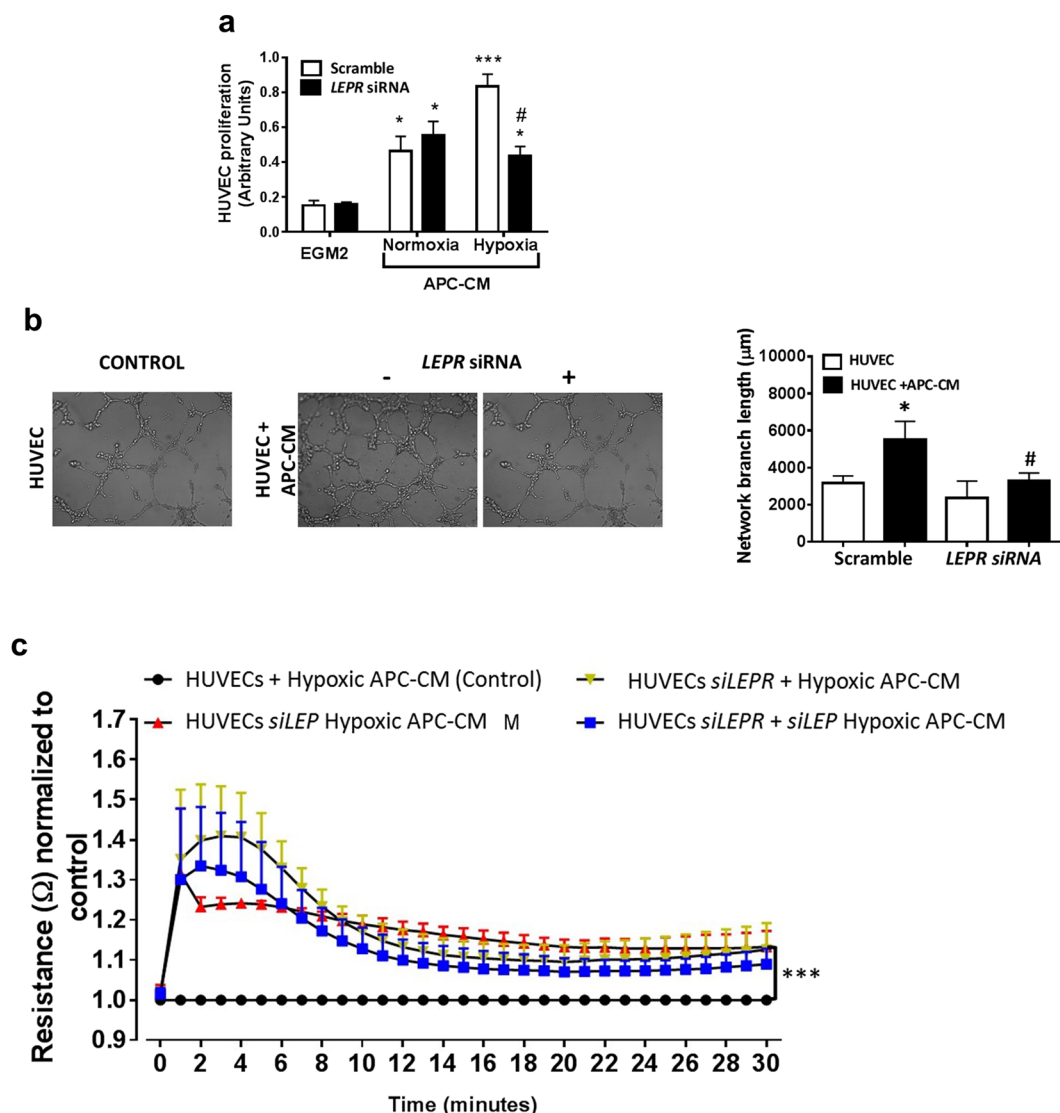 a
HUVEC proliferation
(Arbitrary Units)
1.0
0.8
0.6
0.4
0.2
0.0
Scramble
LEPR siRNA
*
*
***
#
*
EGM2
Normoxia
Hypoxia
APC-CM
b
CONTROL
LEPR siRNA
-
+
HUVEC
HUVEC +
APC-CM
Network branch length (μm)
10000
8000
6000
4000
2000
0
HUVEC
HUVEC +APC-CM
*
#
Scramble
LEPR siRNA
c
HUVECs + Hypoxic APC-CM (Control)
HUVECs siLEPR + Hypoxic APC-CM
HUVECs siLEP Hypoxic APC-CM M
HUVECs siLEPR + siLEP Hypoxic APC-CM
Resistance (Ω) normalized to
control
1.7
1.6
1.5
1.4
1.3
1.2
1.1
1.0
0.9
***
0 2 4 6 8 10 12 14 16 18 20 22 24 26 28 30
Time (minutes)